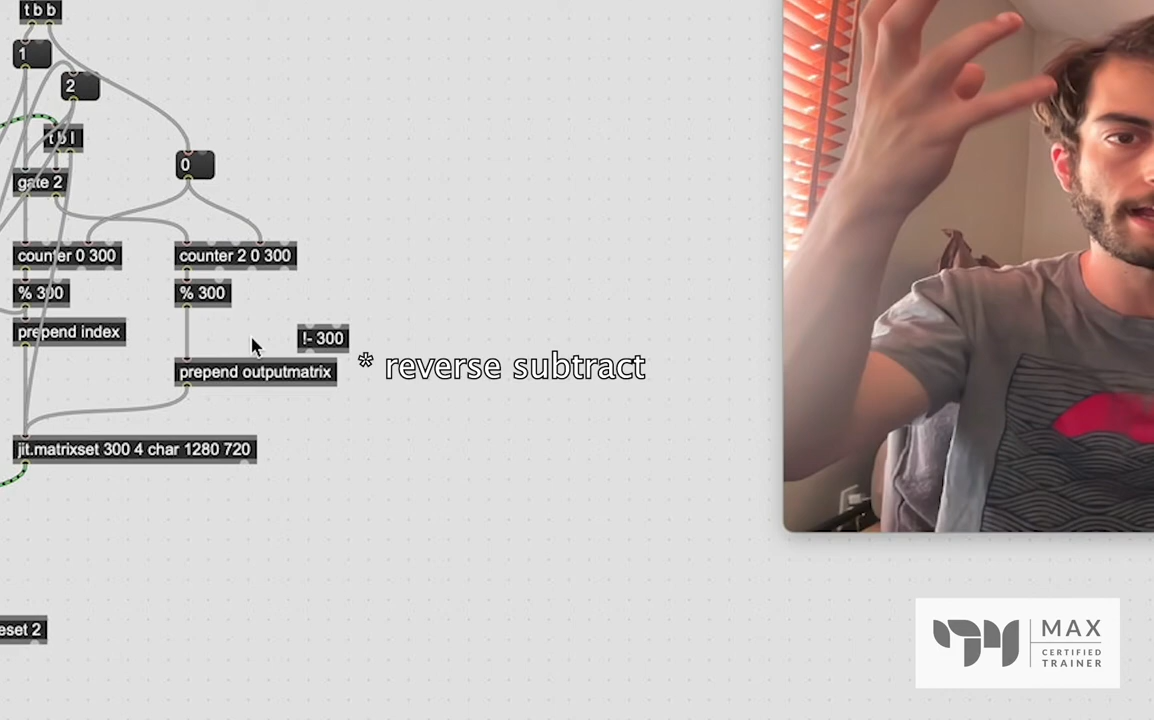 t b b
1
2
t b l
0
gate 2
counter 0 300
counter 2 0 300
% 300
% 300
prepend index
!- 300
prepend outputmatrix
* reverse subtract
jit.matrixset 300 4 char 1280 720
eset 2
MAX
CERTIFIED
TRAINER